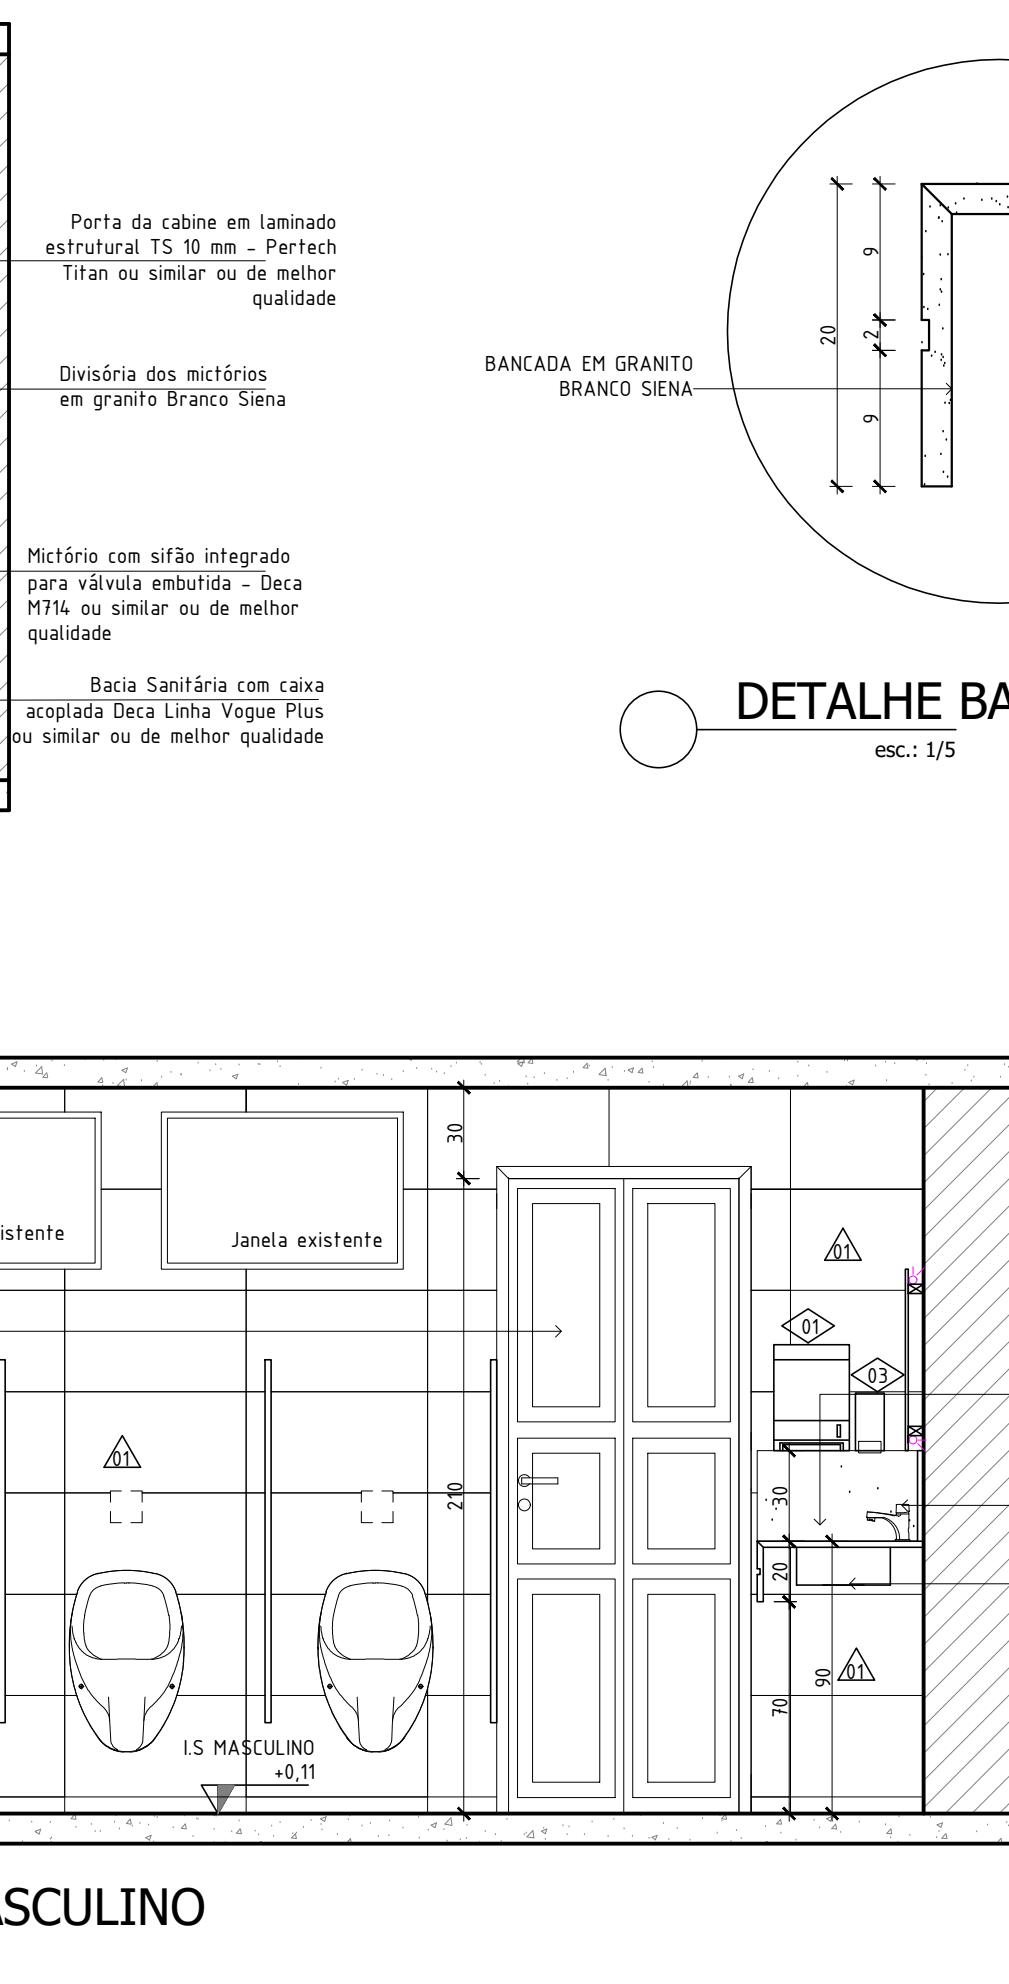 Porta da cabine em laminado
estrutural TS 10 mm - Pertech
Titan ou similar ou de melhor
qualidade
Divisória dos mictórios
em granito Branco Siena
Mictório com sifão integrado
para válvula embutida - Deca
M714 ou similar ou de melhor
qualidade
Bacia Sanitária com caixa
acoplada Deca Linha Vogue Plus
ou similar ou de melhor qualidade
BANCADA EM GRANITO
BRANCO SIENA
20
9
2
9
DETALHE BA
esc.: 1/5
30
istente
Janela existente
01
01
03
01
210
30
20
90
01
70
I.S MASCULINO
+0,11
ASCULINO